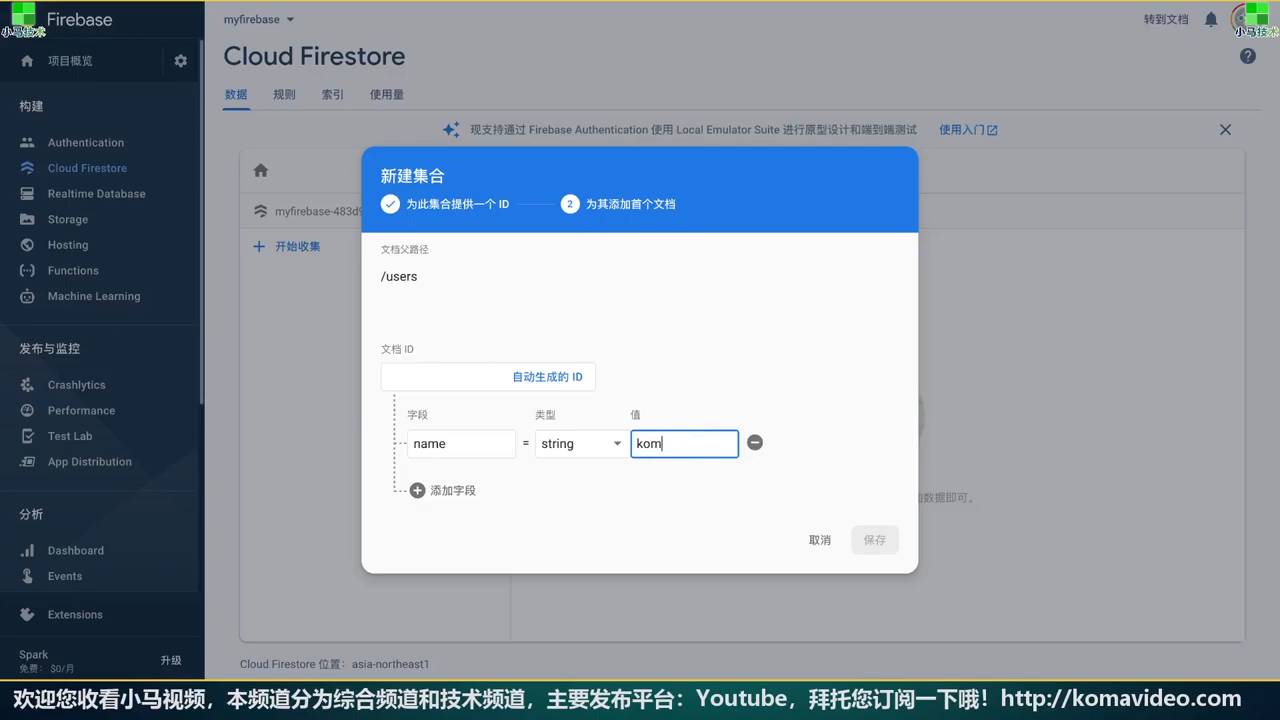 小马技术
Firebase
myfirebase
转到文档
小马技术
项目概览
Cloud Firestore
数据 规则 索引 使用量
构建
Authentication
Cloud Firestore
Realtime Database
Storage
Hosting
Functions
Machine Learning
发布与监控
Crashlytics
Performance
Test Lab
App Distribution
分析
Dashboard
Events
Extensions
Spark
免费： $0/月
升级
现支持通过 Firebase Authentication 使用 Local Emulator Suite 进行原型设计和端到端测试 使用入门
myfirebase-483d9
开始收集
新建集合
为此集合提供一个 ID 2 为其添加首个文档
文档父路径
/users
文档 ID
自动生成的 ID
字段 类型 值
name = string kom
添加字段
数据即可。
取消 保存
Cloud Firestore 位置： asia-northeast1
欢迎您收看小马视频，本频道分为综合频道和技术频道，主要发布平台：Youtube，拜托您订阅一下哦！http://komavideo.com